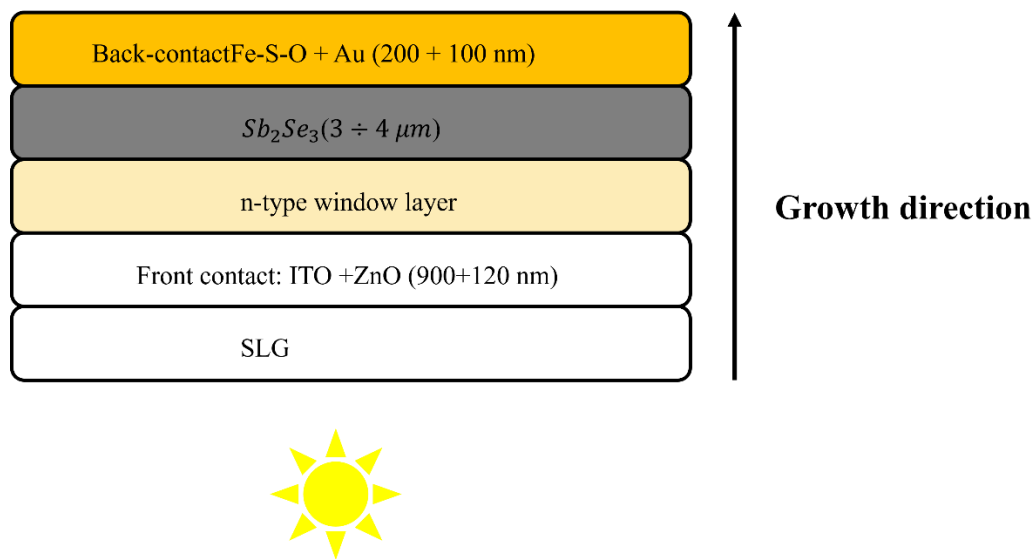 Back-contactFe-S-O + Au (200 + 100 nm)
Sb₂Se₃(3 ÷ 4 μm)
n-type window layer
Growth direction
Front contact: ITO +ZnO (900+120 nm)
SLG